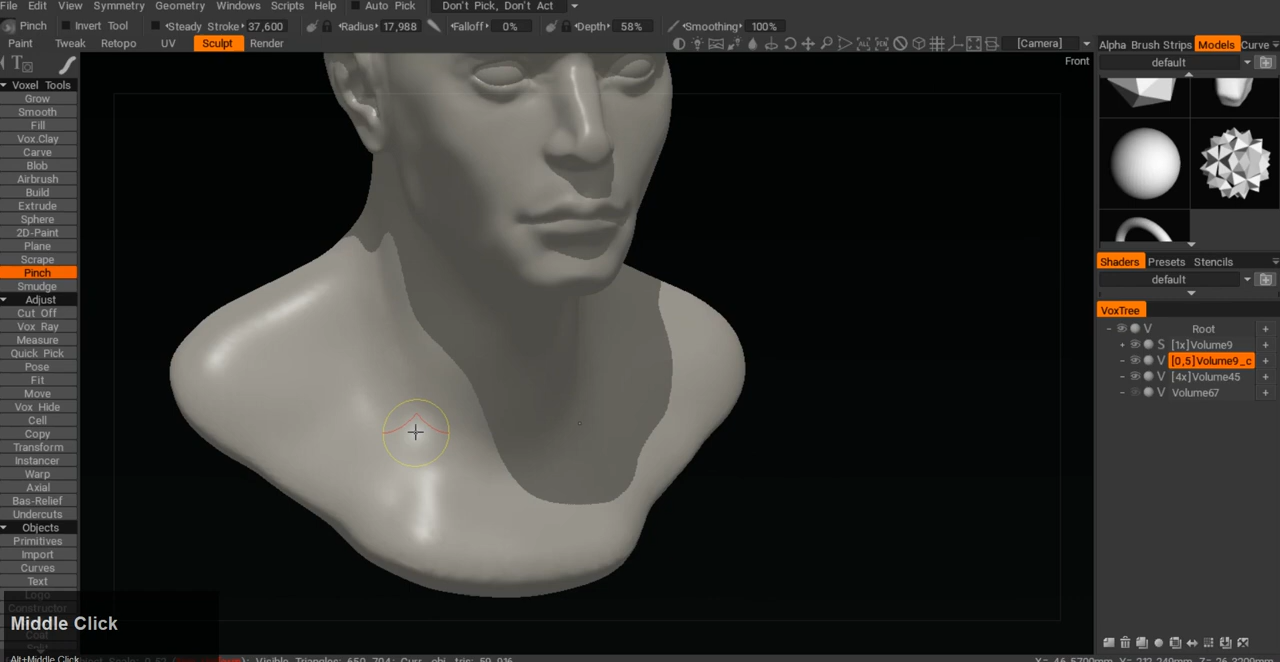 File Edit View Symmetry Geometry Windows Scripts Help Auto Pick Don't Pick, Don't Act
Pinch Invert Tool Steady Stroke 37,600 Radius 17,988 Falloff 0% Depth 58% Smoothing 100%
Paint Tweak Retopo UV Sculpt Render [Camera]
Front
Alpha Brush Strips Models Curve
default
Voxel Tools
Grow
Smooth
Fill
Vox.Clay
Carve
Blob
Airbrush
Build
Extrude
Sphere
2D-Paint
Plane
Scrape
Pinch
Smudge
Adjust
Cut Off
Vox Ray
Measure
Quick Pick
Pose
Fit
Move
Vox Hide
Cell
Copy
Transform
Instancer
Warp
Axial
Bas-Relief
Undercuts
Objects
Primitives
Import
Curves
Text
Logo
Constructor
Coat
Shaders Presets Stencils
default
VoxTree
V Root +
S [1x]Volume9 +
V [0,5]Volume9_c +
V [4x]Volume45 +
V Volume67 +
Middle Click
Alt+Middle Click
Visible Triangles: